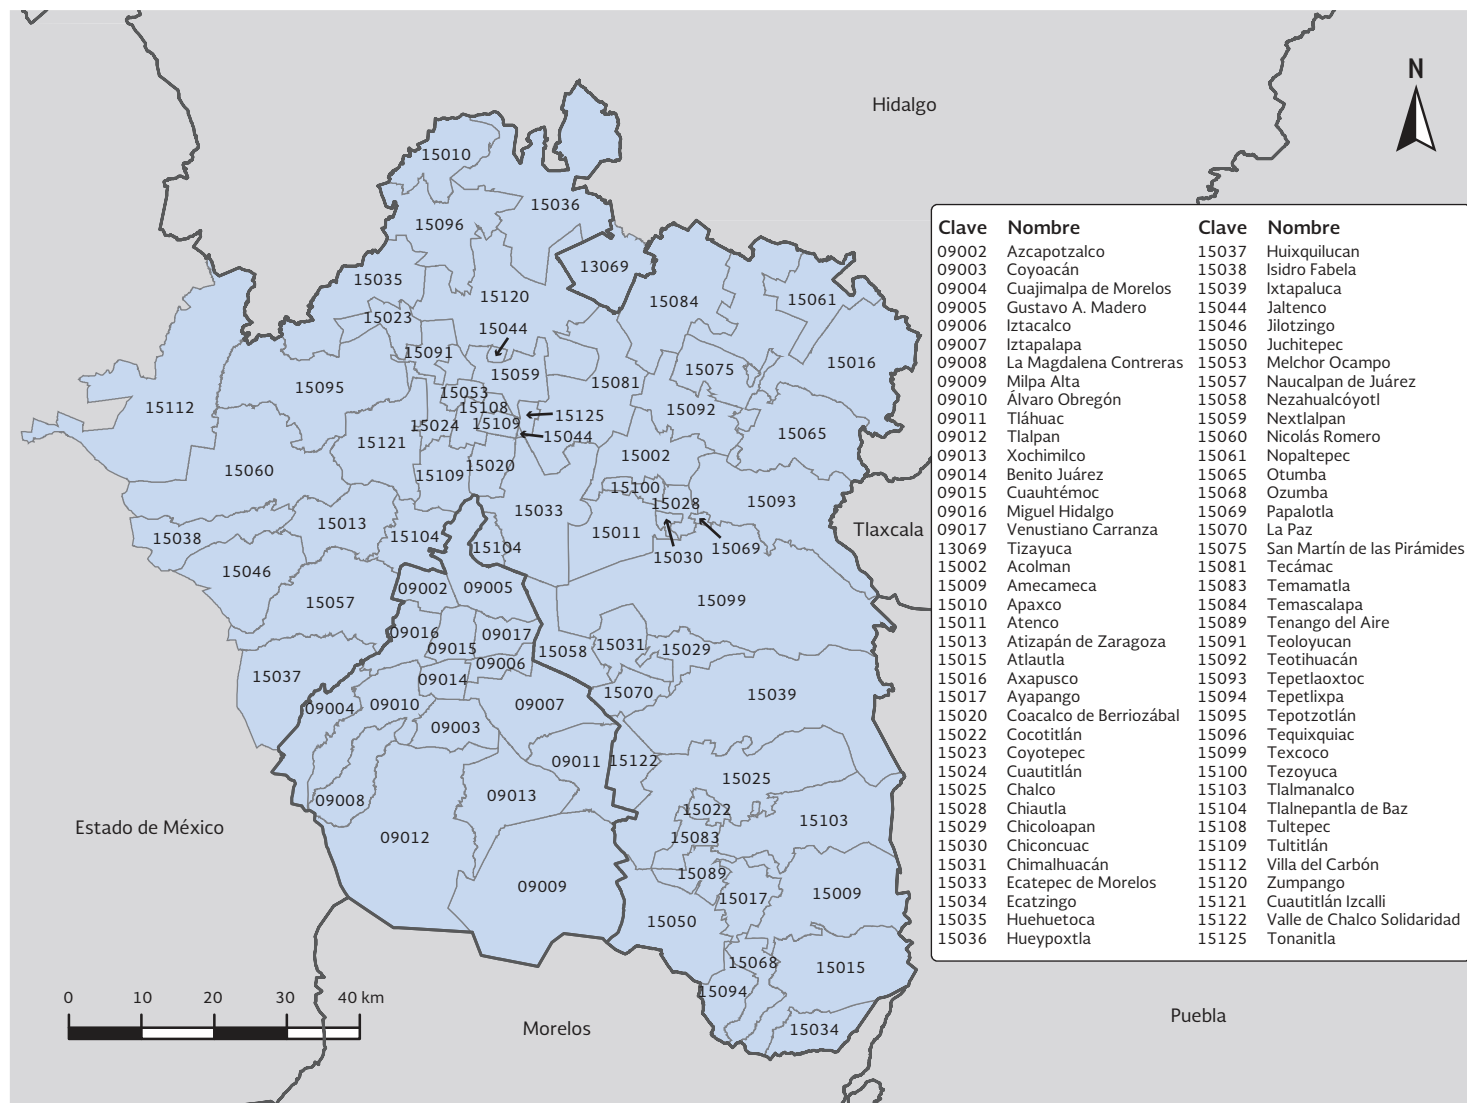 Hidalgo
N
15010
15036
15096
13069
15035
15120
15084
15061
15023
15044
15091
15016
15059
15075
15095
15081
15053
15112
15108
15125
15092
15109
15024
15044
15065
15121
15002
15020
15060
15109
15100
15028
15093
15033
15013
15011
15104
15038
15104
15030
15069
Tlaxcala
15046
09002
09005
15099
15057
09016
09017
15031
09015
15058
15029
09006
15037
09014
15070
15039
09004
09010
09007
09003
09011
15122
15025
09008
09013
15022
15103
Estado de México
09012
15083
15089
09009
15017
15009
15050
15068
15015
15094
15034
Morelos
Puebla
0 10 20 30 40 km
Clave Nombre Clave Nombre
09002 Azcapotzalco 15037 Huixquilucan
09003 Coyoacán 15038 Isidro Fabela
09004 Cuajimalpa de Morelos 15039 Ixtapaluca
09005 Gustavo A. Madero 15044 Jaltenco
09006 Iztacalco 15046 Jilotzingo
09007 Iztapalapa 15050 Juchitepec
09008 La Magdalena Contreras 15053 Melchor Ocampo
09009 Milpa Alta 15057 Naucalpan de Juárez
09010 Álvaro Obregón 15058 Nezahualcóyotl
09011 Tláhuac 15059 Nextlalpan
09012 Tlalpan 15060 Nicolás Romero
09013 Xochimilco 15061 Nopaltepec
09014 Benito Juárez 15065 Otumba
09015 Cuauhtémoc 15068 Ozumba
09016 Miguel Hidalgo 15069 Papalotla
09017 Venustiano Carranza 15070 La Paz
13069 Tizayuca 15075 San Martín de las Pirámides
15002 Acolman 15081 Tecámac
15009 Amecameca 15083 Temamatla
15010 Apaxco 15084 Temascalapa
15011 Atenco 15089 Tenango del Aire
15013 Atizapán de Zaragoza 15091 Teoloyucan
15015 Atlautla 15092 Teotihuacán
15016 Axapusco 15093 Tepetlaoxtoc
15017 Ayapango 15094 Tepetlixpa
15020 Coacalco de Berriozábal 15095 Tepotzotlán
15022 Cocotitlán 15096 Tequixquiac
15023 Coyotepec 15099 Texcoco
15024 Cuautitlán 15100 Tezoyuca
15025 Chalco 15103 Tlalmanalco
15028 Chiautla 15104 Tlalnepantla de Baz
15029 Chicoloapan 15108 Tultepec
15030 Chiconcuac 15109 Tultitlán
15031 Chimalhuacán 15112 Villa del Carbón
15033 Ecatepec de Morelos 15120 Zumpango
15034 Ecatzingo 15121 Cuautitlán Izcalli
15035 Huehuetoca 15122 Valle de Chalco Solidaridad
15036 Hueypoxtla 15125 Tonanitla